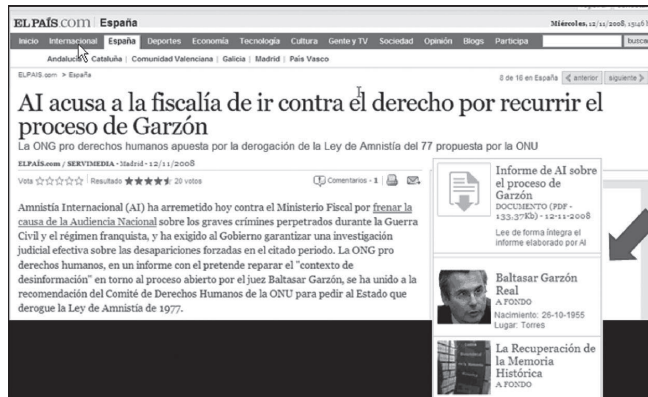 EL PAÍS.COM España
Miércoles, 12/11/2008, 15:46 h
Inicio Internacional España Deportes Economía Tecnología Cultura Gente y TV Sociedad Opinión Blogs Participa
Andalucía Cataluña Comunidad Valenciana Galicia Madrid País Vasco
ELPAIS.com > España
8 de 16 en España anterior siguiente
AI acusa a la fiscalía de ir contra el derecho por recurrir el
proceso de Garzón
La ONG pro derechos humanos apuesta por la derogación de la Ley de Amnistía del 77 propuesta por la ONU
ELPAÍS.com / SERVIMEDIA - Madrid - 12/11/2008
Vota Resultado 20 votos
Comentarios - 1
Amnistía Internacional (AI) ha arremetido hoy contra el Ministerio Fiscal por frenar la
causa de la Audiencia Nacional sobre los graves crímenes perpetrados durante la Guerra
Civil y el régimen franquista, y ha exigido al Gobierno garantizar una investigación
judicial efectiva sobre las desapariciones forzadas en el citado periodo. La ONG pro
derechos humanos, en un informe con el pretende reparar el "contexto de
desinformación" en torno al proceso abierto por el juez Baltasar Garzón, se ha unido a la
recomendación del Comité de Derechos Humanos de la ONU para pedir al Estado que
derogue la Ley de Amnistía de 1977.
Informe de AI sobre
el proceso de
Garzón
DOCUMENTO (PDF -
133,37Kb) - 12-11-2008
Lee de forma íntegra el
informe elaborado por AI
Baltasar Garzón
Real
A FONDO
Nacimiento: 26-10-1955
Lugar: Torres
La Recuperación de
la Memoria
Histórica
A FONDO